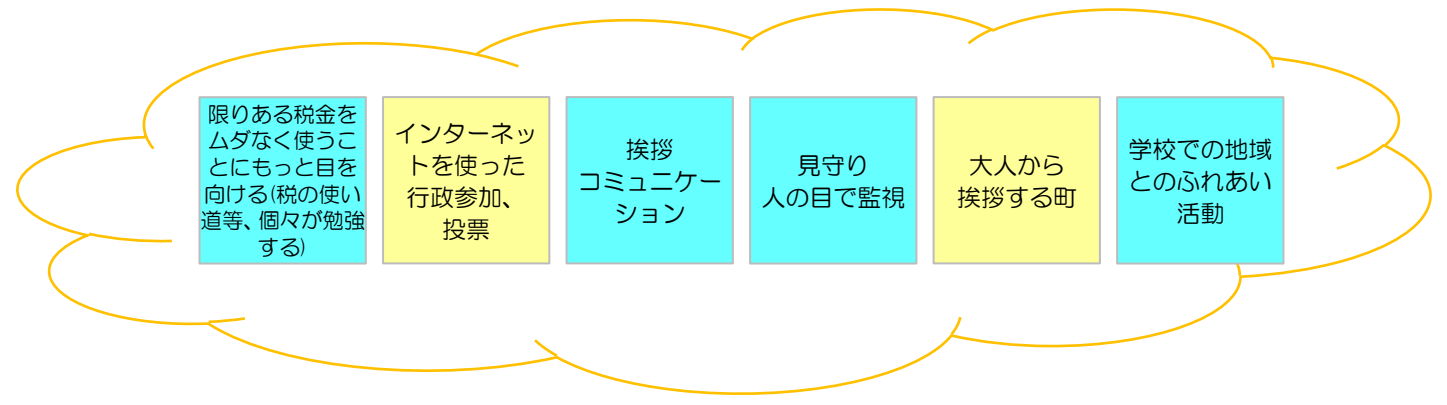 限りある税金を
ムダなく使うこ
とにもっと目を
向ける(税の使い
道等、個々が勉強
する)
インターネッ
トを使った
行政参加、
投票
挨拶
コミュニケー
ション
見守り
人の目で監視
大人から
挨拶する町
学校での地域
とのふれあい
活動